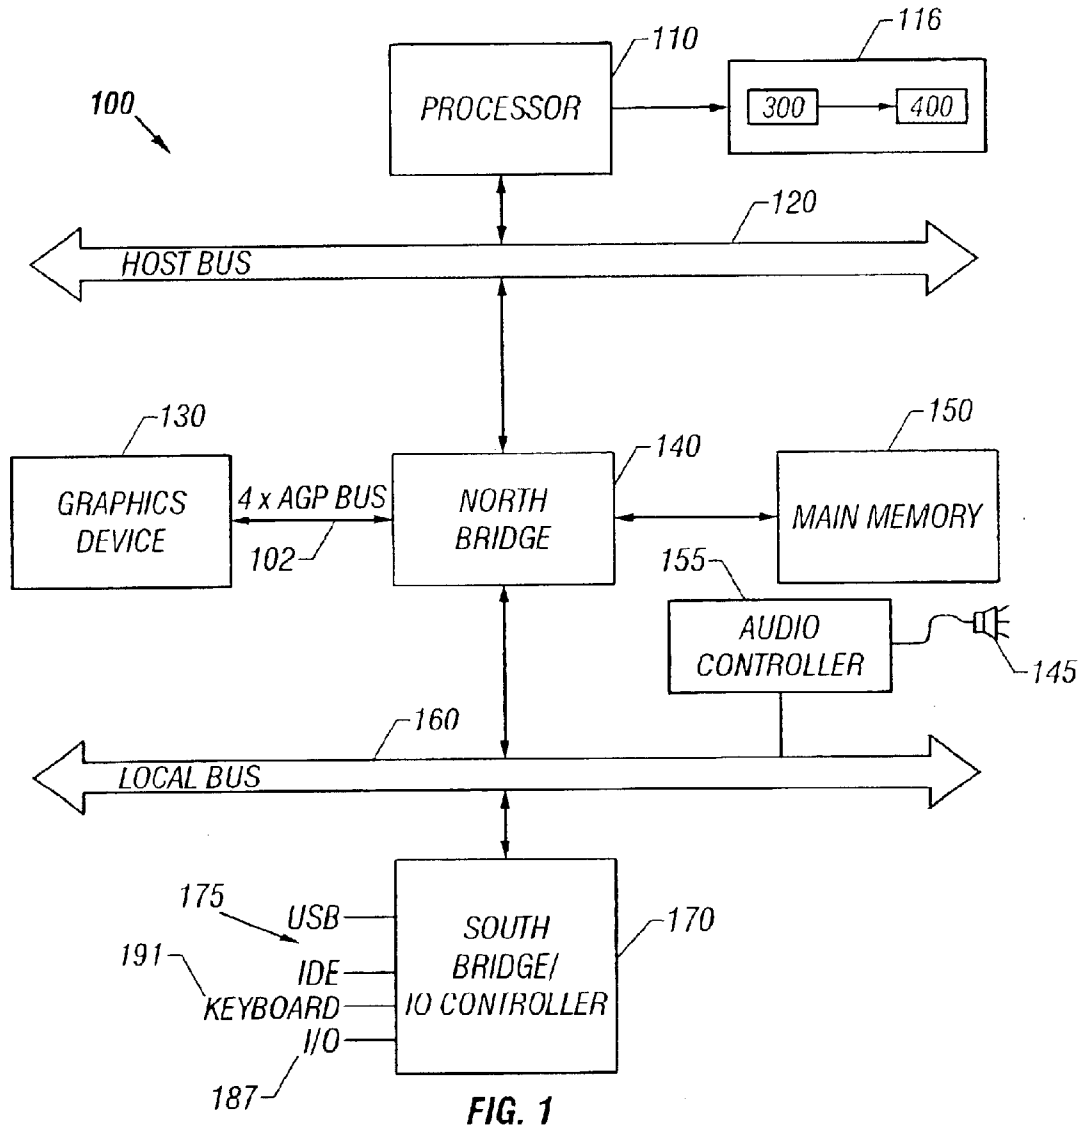 110
116
100
PROCESSOR
300
400
120
HOST BUS
130
140
150
GRAPHICS
DEVICE
4 x AGP BUS
102
NORTH
BRIDGE
MAIN MEMORY
155
AUDIO
CONTROLLER
145
160
LOCAL BUS
175
USB
191
IDE
KEYBOARD
I/O
187
SOUTH
BRIDGE/
IO CONTROLLER
170
FIG. 1